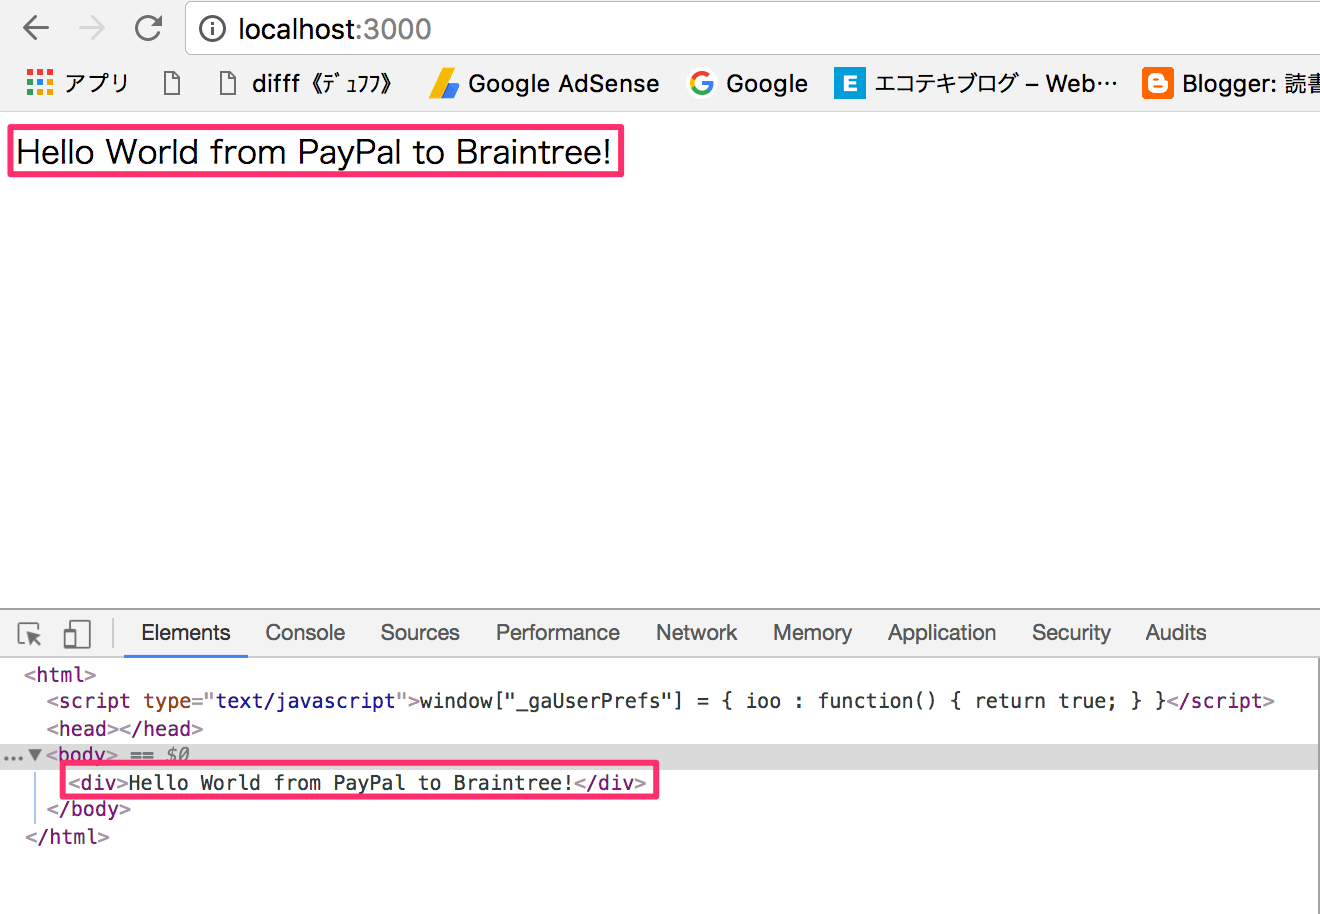 localhost:3000
アプリ difff《ﾃﾞｭﾌﾌ》 Google AdSense Google エコテキブログ – Web… Blogger: 読書
Hello World from PayPal to Braintree!
Elements Console Sources Performance Network Memory Application Security Audits
<html>
<script type="text/javascript">window["_gaUserPrefs"] = { ioo : function() { return true; } }</script>
<head></head>
…▼<body> == $0
<div>Hello World from PayPal to Braintree!</div>
</body>
</html>